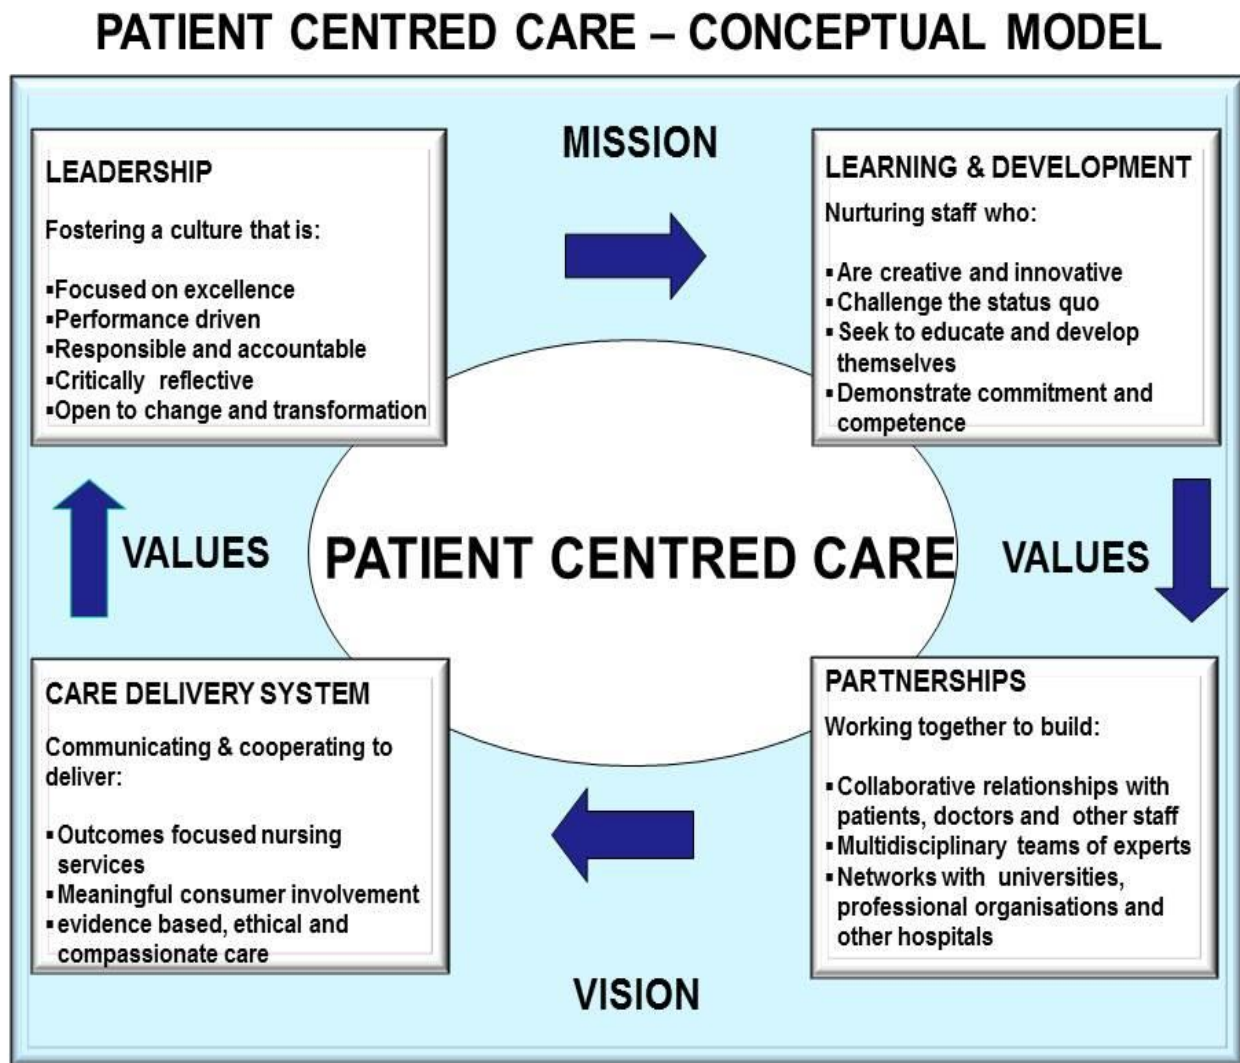 PATIENT CENTRED CARE – CONCEPTUAL MODEL
MISSION
LEADERSHIP
Fostering a culture that is:
▪Focused on excellence
▪Performance driven
▪Responsible and accountable
▪Critically reflective
▪Open to change and transformation
LEARNING & DEVELOPMENT
Nurturing staff who:
▪Are creative and innovative
▪Challenge the status quo
▪Seek to educate and develop
themselves
▪Demonstrate commitment and
competence
VALUES
PATIENT CENTRED CARE
VALUES
CARE DELIVERY SYSTEM
Communicating & cooperating to
deliver:
▪Outcomes focused nursing
services
▪Meaningful consumer involvement
▪evidence based, ethical and
compassionate care
PARTNERSHIPS
Working together to build:
▪Collaborative relationships with
patients, doctors and other staff
▪Multidisciplinary teams of experts
▪Networks with universities,
professional organisations and
other hospitals
VISION